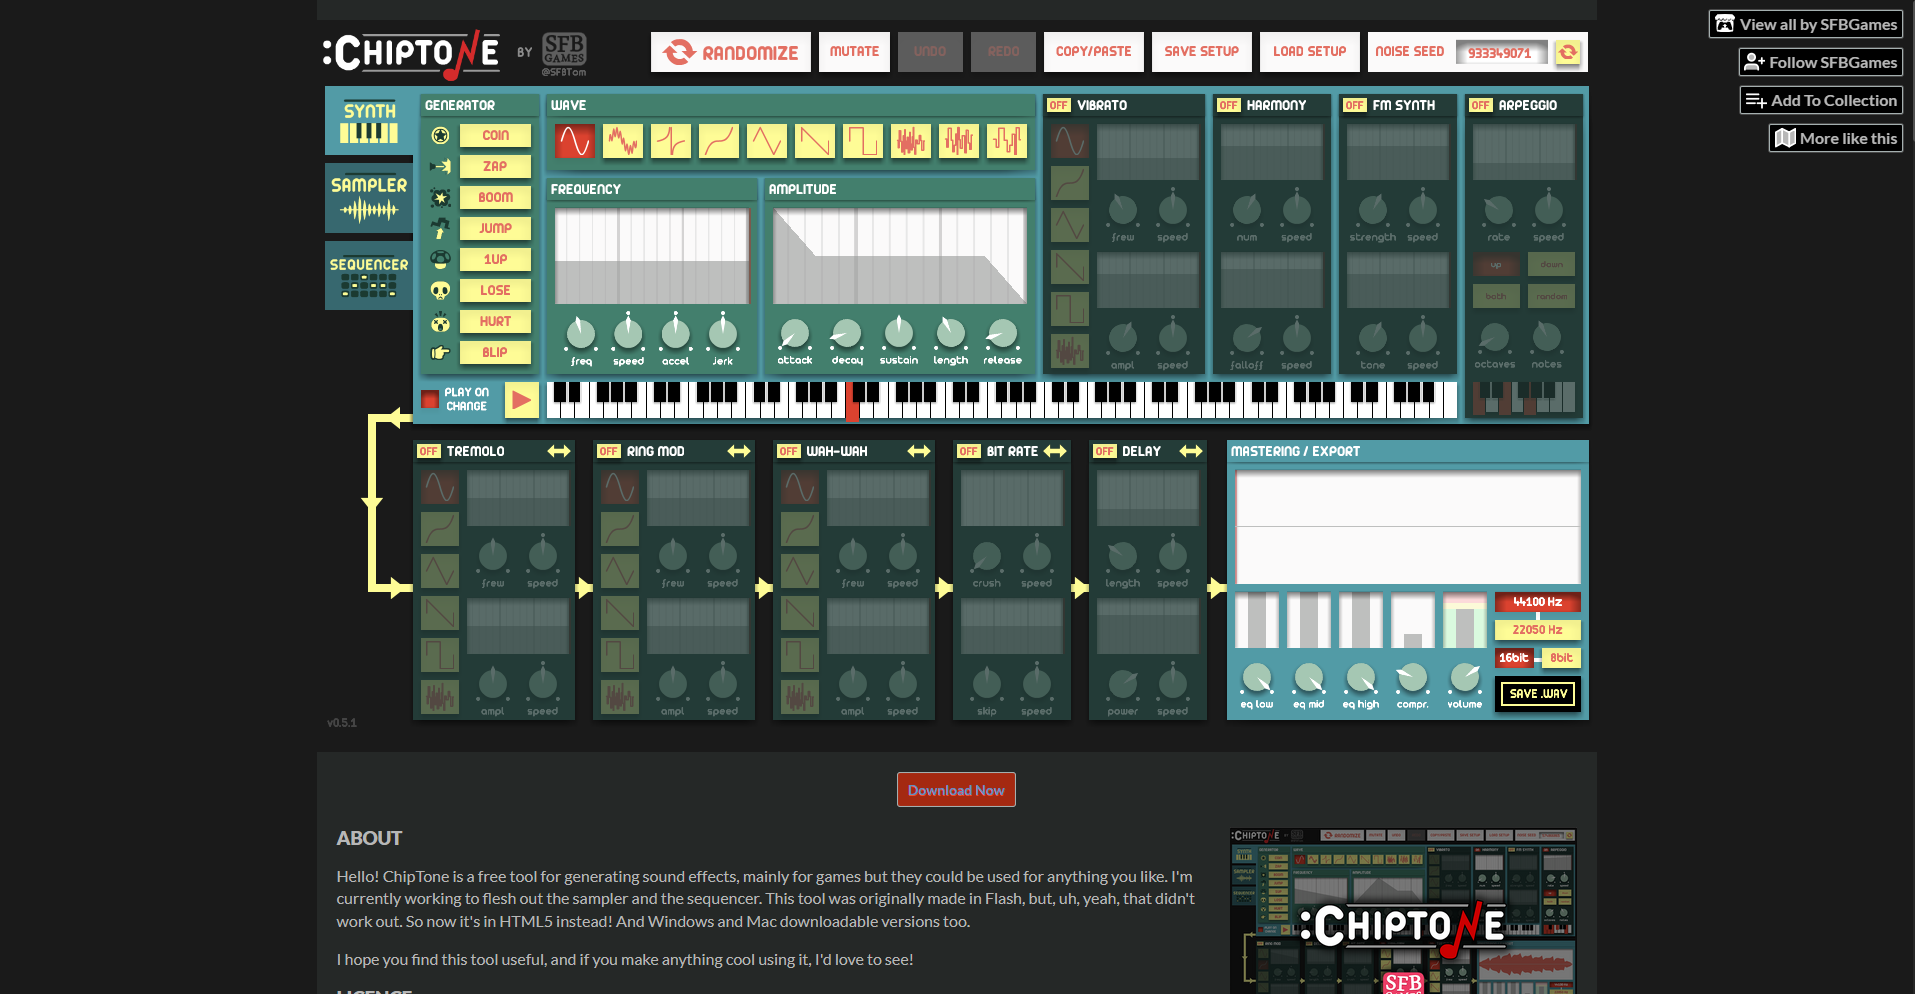 :CHIPTONE BY SFB GAMES @SFBTom
RANDOMIZE MUTATE UNDO REDO COPY/PASTE SAVE SETUP LOAD SETUP NOISE SEED 933349071
View all by SFBGames
Follow SFBGames
Add To Collection
More like this
SYNTH
SAMPLER
SEQUENCER
GENERATOR
COIN
ZAP
BOOM
JUMP
1UP
LOSE
HURT
BLIP
PLAY ON
CHANGE
WAVE
FREQUENCY
freq speed accel Jerk
AMPLITUDE
attack decay sustain length release
OFF VIBRATO
frew speed
ampl speed
OFF HARMONY
num speed
falloff speed
OFF FM SYNTH
strength speed
tone speed
OFF ARPEGGIO
rate speed
up down
both random
octaves notes
OFF TREMOLO
frew speed
ampl speed
OFF RING MOD
frew speed
ampl speed
OFF WAH-WAH
frew speed
ampl speed
OFF BIT RATE
crush speed
skip speed
OFF DELAY
length speed
power speed
MASTERING / EXPORT
44100 Hz
22050 Hz
16bit 8bit
SAVE .WAV
eq low eq mid eq high compr. volume
v0.5.1
Download Now
ABOUT
Hello! ChipTone is a free tool for generating sound effects, mainly for games but they could be used for anything you like. I'm
currently working to flesh out the sampler and the sequencer. This tool was originally made in Flash, but, uh, yeah, that didn't
work out. So now it's in HTML5 instead! And Windows and Mac downloadable versions too.
I hope you find this tool useful, and if you make anything cool using it, I'd love to see!
LICENCE
:CHIPTONE
SFB